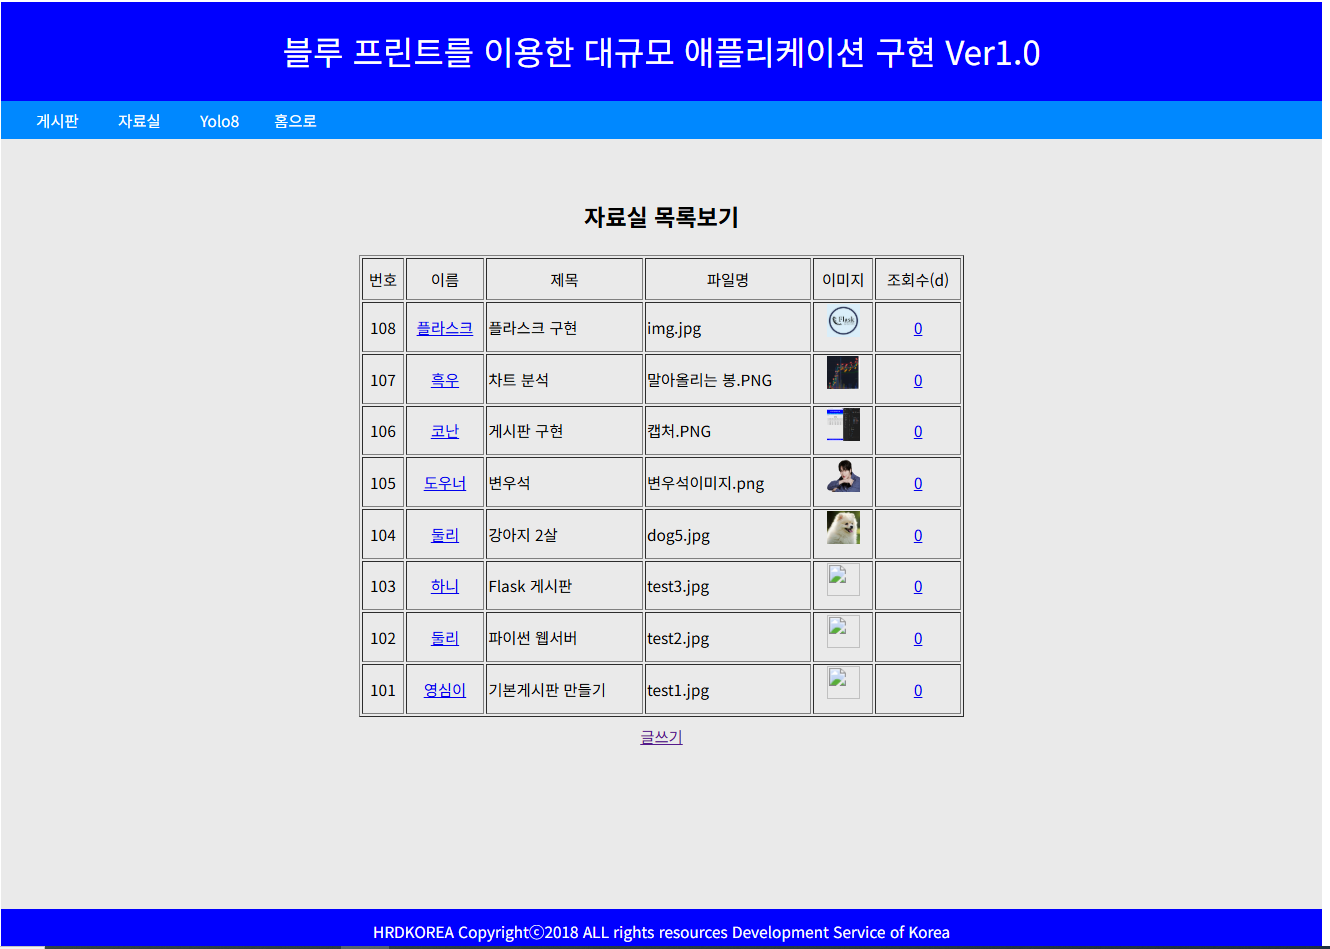 블루 프린트를 이용한 대규모 애플리케이션 구현 Ver1.0
게시판 자료실 Yolo8 홈으로
자료실 목록보기
번호 이름 제목 파일명 이미지 조회수(d)
108 플라스크 플라스크 구현 img.jpg Flask 0
107 흑우 차트 분석 말아올리는 봉.PNG 0
106 코난 게시판 구현 캡처.PNG 0
105 도우너 변우석 변우석이미지.png 0
104 둘리 강아지 2살 dog5.jpg 0
103 하니 Flask 게시판 test3.jpg 0
102 둘리 파이썬 웹서버 test2.jpg 0
101 영심이 기본게시판 만들기 test1.jpg 0
글쓰기
HRDKOREA Copyrightⓒ2018 ALL rights resources Development Service of Korea